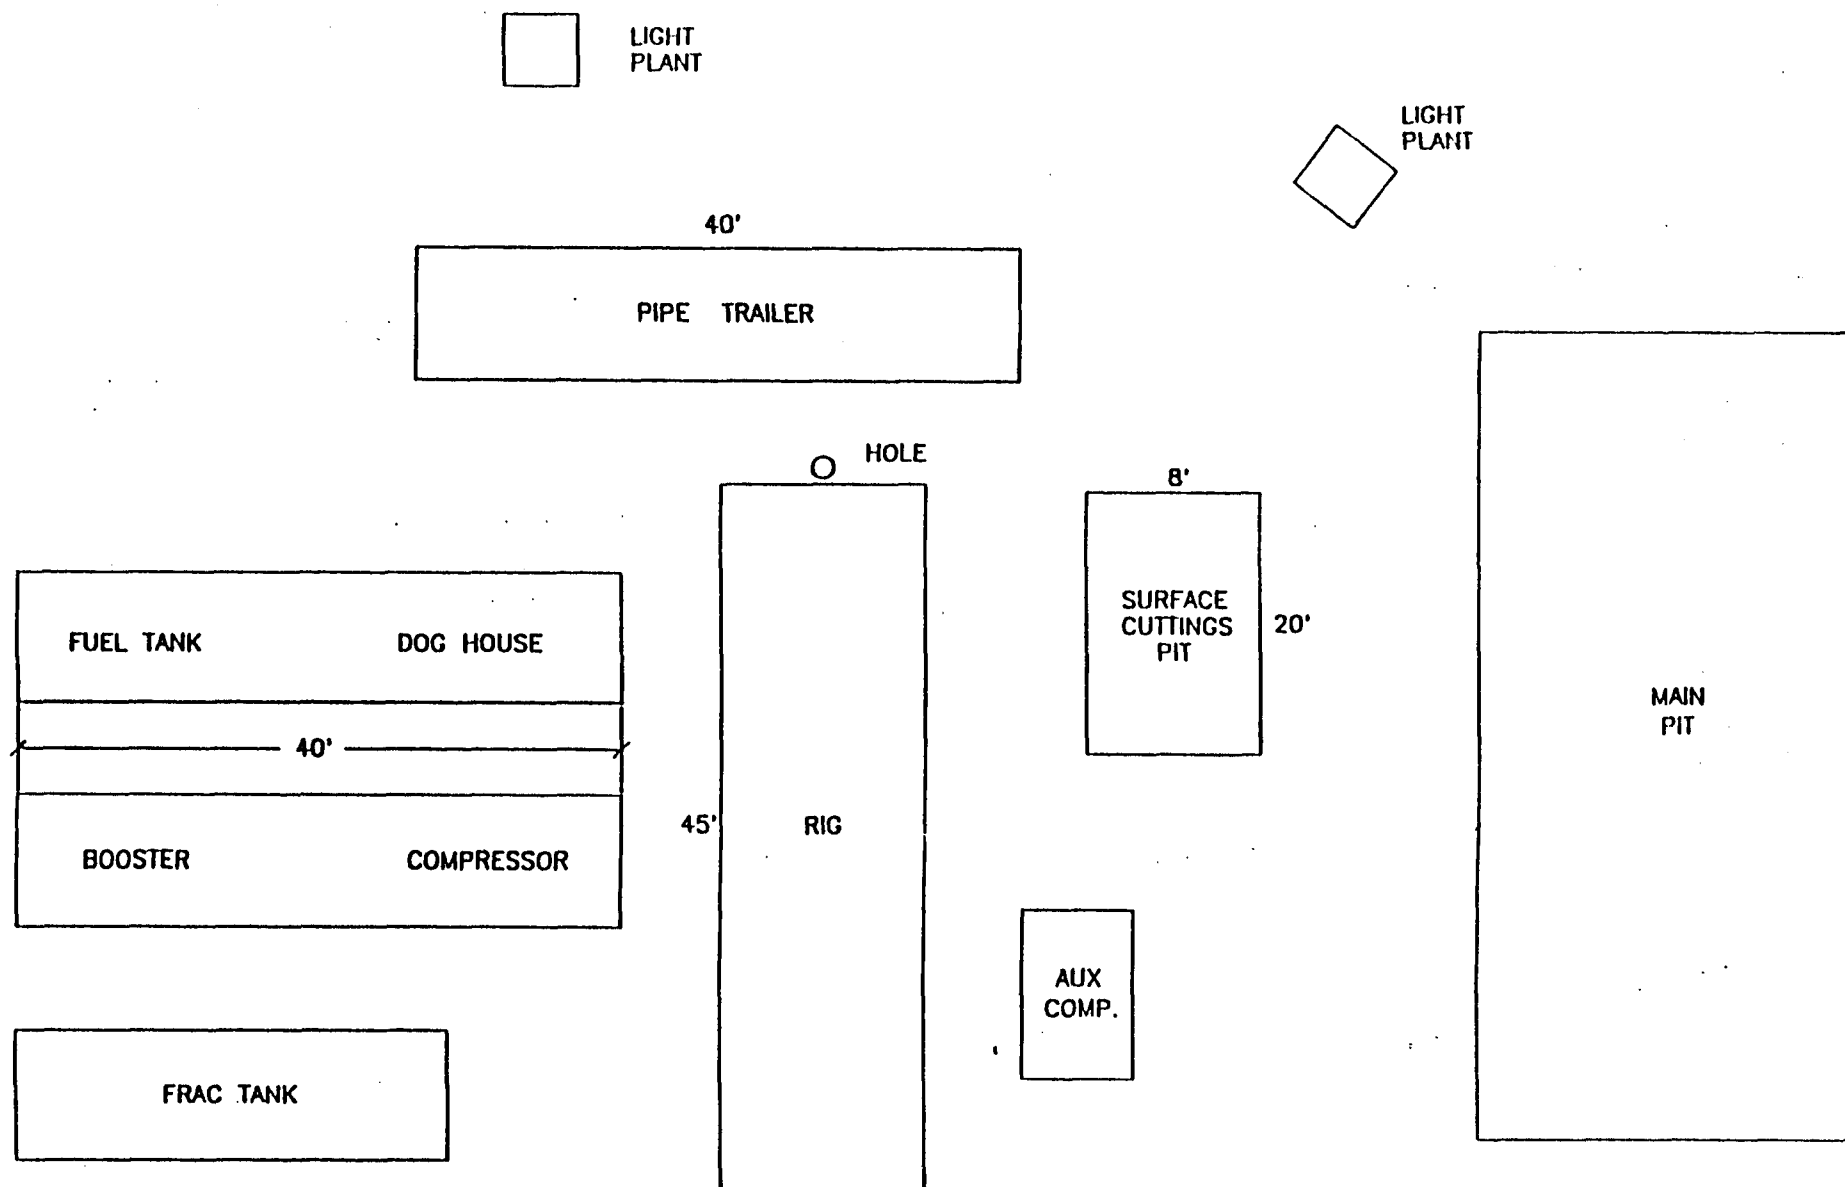 LIGHT
PLANT
LIGHT
PLANT
40'
PIPE TRAILER
HOLE
8'
SURFACE
CUTTINGS
PIT
20'
FUEL TANK DOG HOUSE
MAIN
PIT
40'
45'
RIG
BOOSTER COMPRESSOR
AUX
COMP.
FRAC TANK